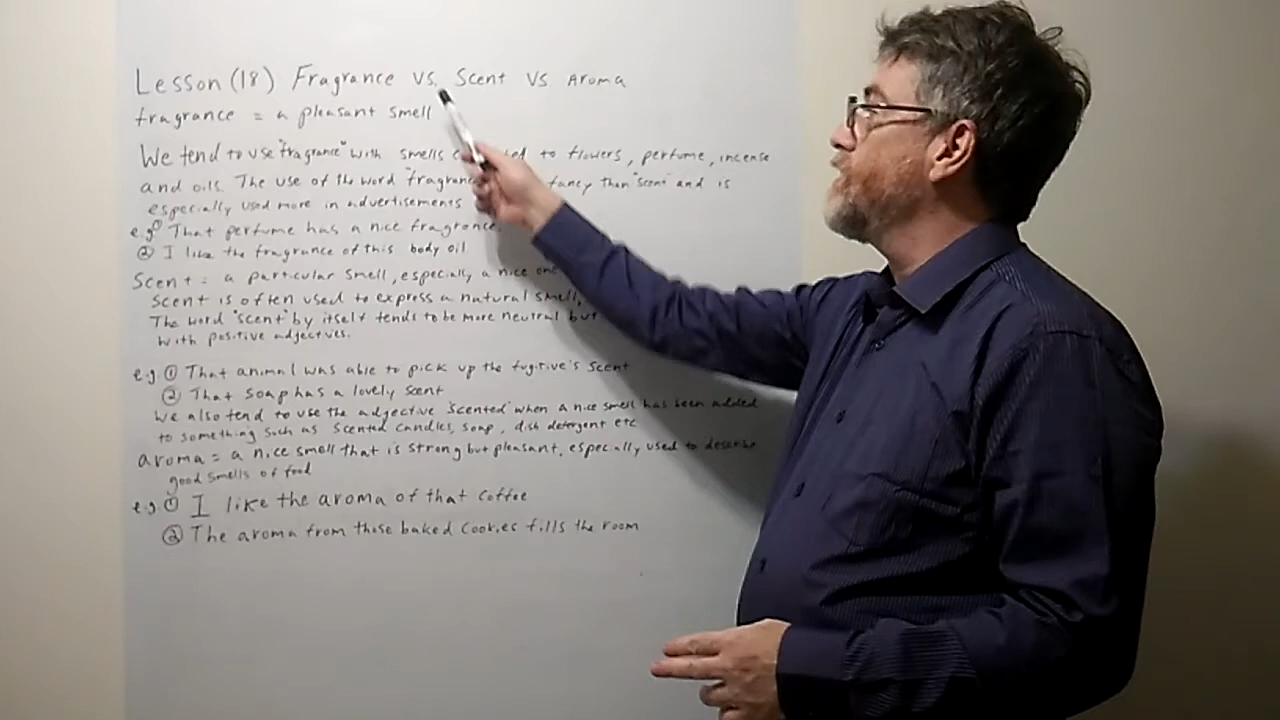 Lesson (18) Fragrance vs. Scent vs Aroma
fragrance = a pleasant smell
We tend to use "fragrance" with smells to flowers, perfume, incense
and oils. The use of the word "fragrance fancy than "scent" and is
especially used more in advertisements
e.g ① That perfume has a nice fragrance.
② I like the fragrance of this body oil
Scent = a particular smell, especially a nice one
Scent is often used to express a natural smell,
The word "scent" by itself tends to be more neutral but
with positive adjectives.
e.g ① That animal was able to pick up the fugitive's scent
② That soap has a lovely scent
We also tend to use the adjective "scented" when a nice smell has been added
to something such as scented candles, soap, dish detergent etc
aroma = a nice smell that is strong but pleasant, especially used to describe
good smells of food
e.g ① I like the aroma of that coffee
② The aroma from those baked cookies fills the room